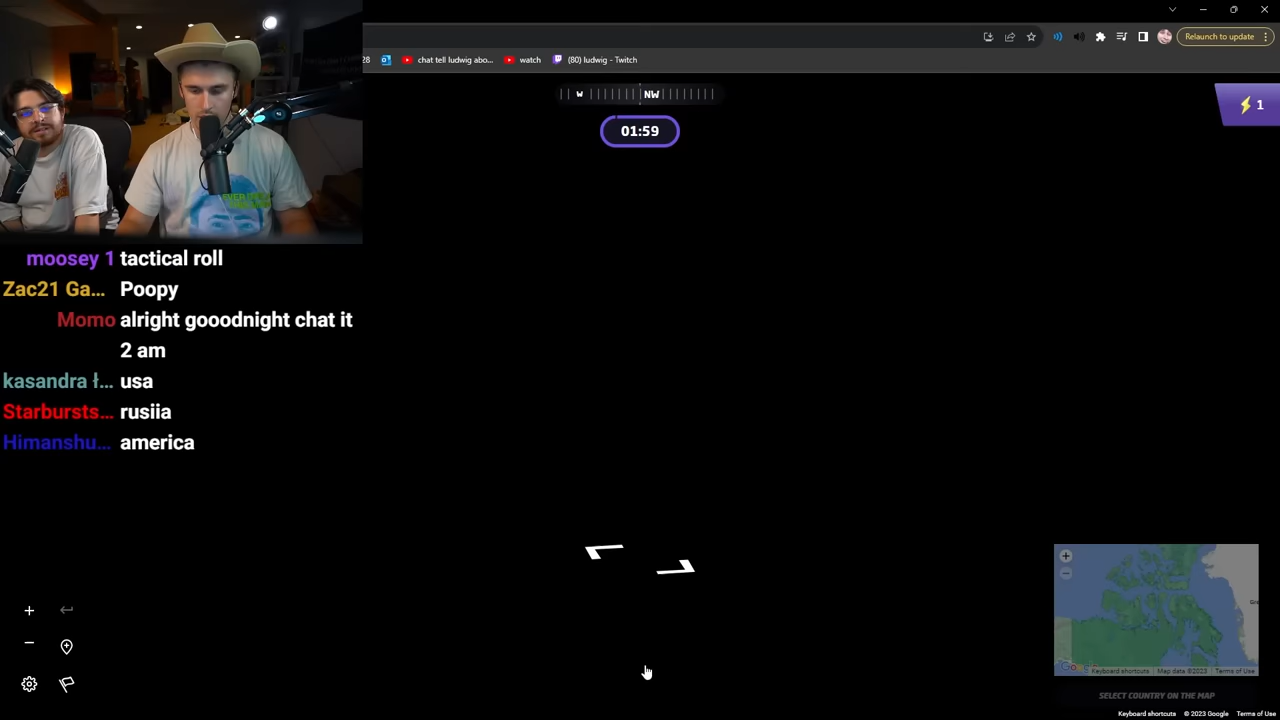 Relaunch to update
28
chat tell ludwig abo...
watch
(80) ludwig - Twitch
W
NW
01:59
1
moosey 1 tactical roll
Zac21 Ga... Poopy
Momo alright gooodnight chat it
2 am
kasandra ł... usa
Starbursts... rusiia
Himanshu... america
Google
Keyboard shortcuts
Map data ©2023
Terms of Use
SELECT COUNTRY ON THE MAP
Keyboard shortcuts
© 2023 Google
Terms of Use